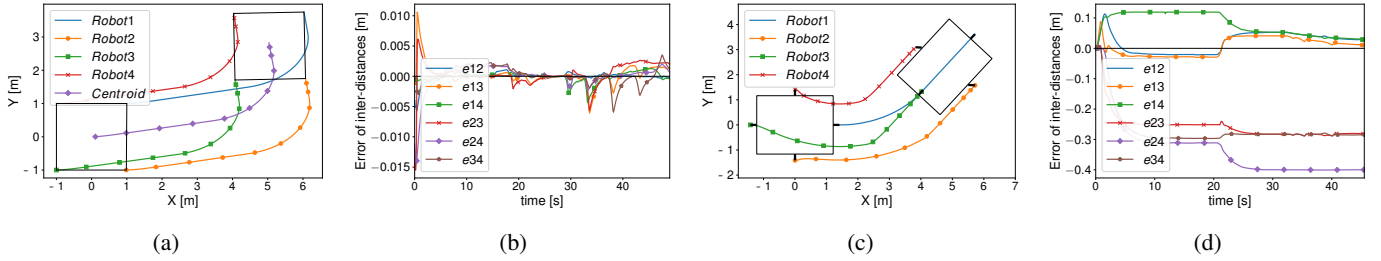 Y [m]
3
2
1
0
- 1
Robot1
Robot2
Robot3
Robot4
Centroid
- 1
0
1
2
3
4
5
6
X [m]
(a)
Error of inter-distances [m]
0.010
0.005
0.000
−0.005
−0.010
−0.015
e12
e13
e14
e23
e24
e34
0
10
20
30
40
time [s]
(b)
Y [m]
4
3
2
1
0
- 1
- 2
Robot1
Robot2
Robot3
Robot4
- 1
0
1
2
3
4
5
6
7
X [m]
(c)
Error of inter-distances [m]
0.1
0.0
−0.1
−0.2
−0.3
−0.4
e12
e13
e14
e23
e24
e34
0
10
20
30
40
time [s]
(d)